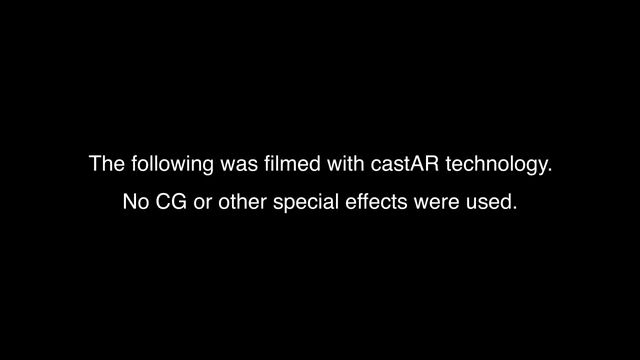 The following was filmed with castAR technology.
No CG or other special effects were used.